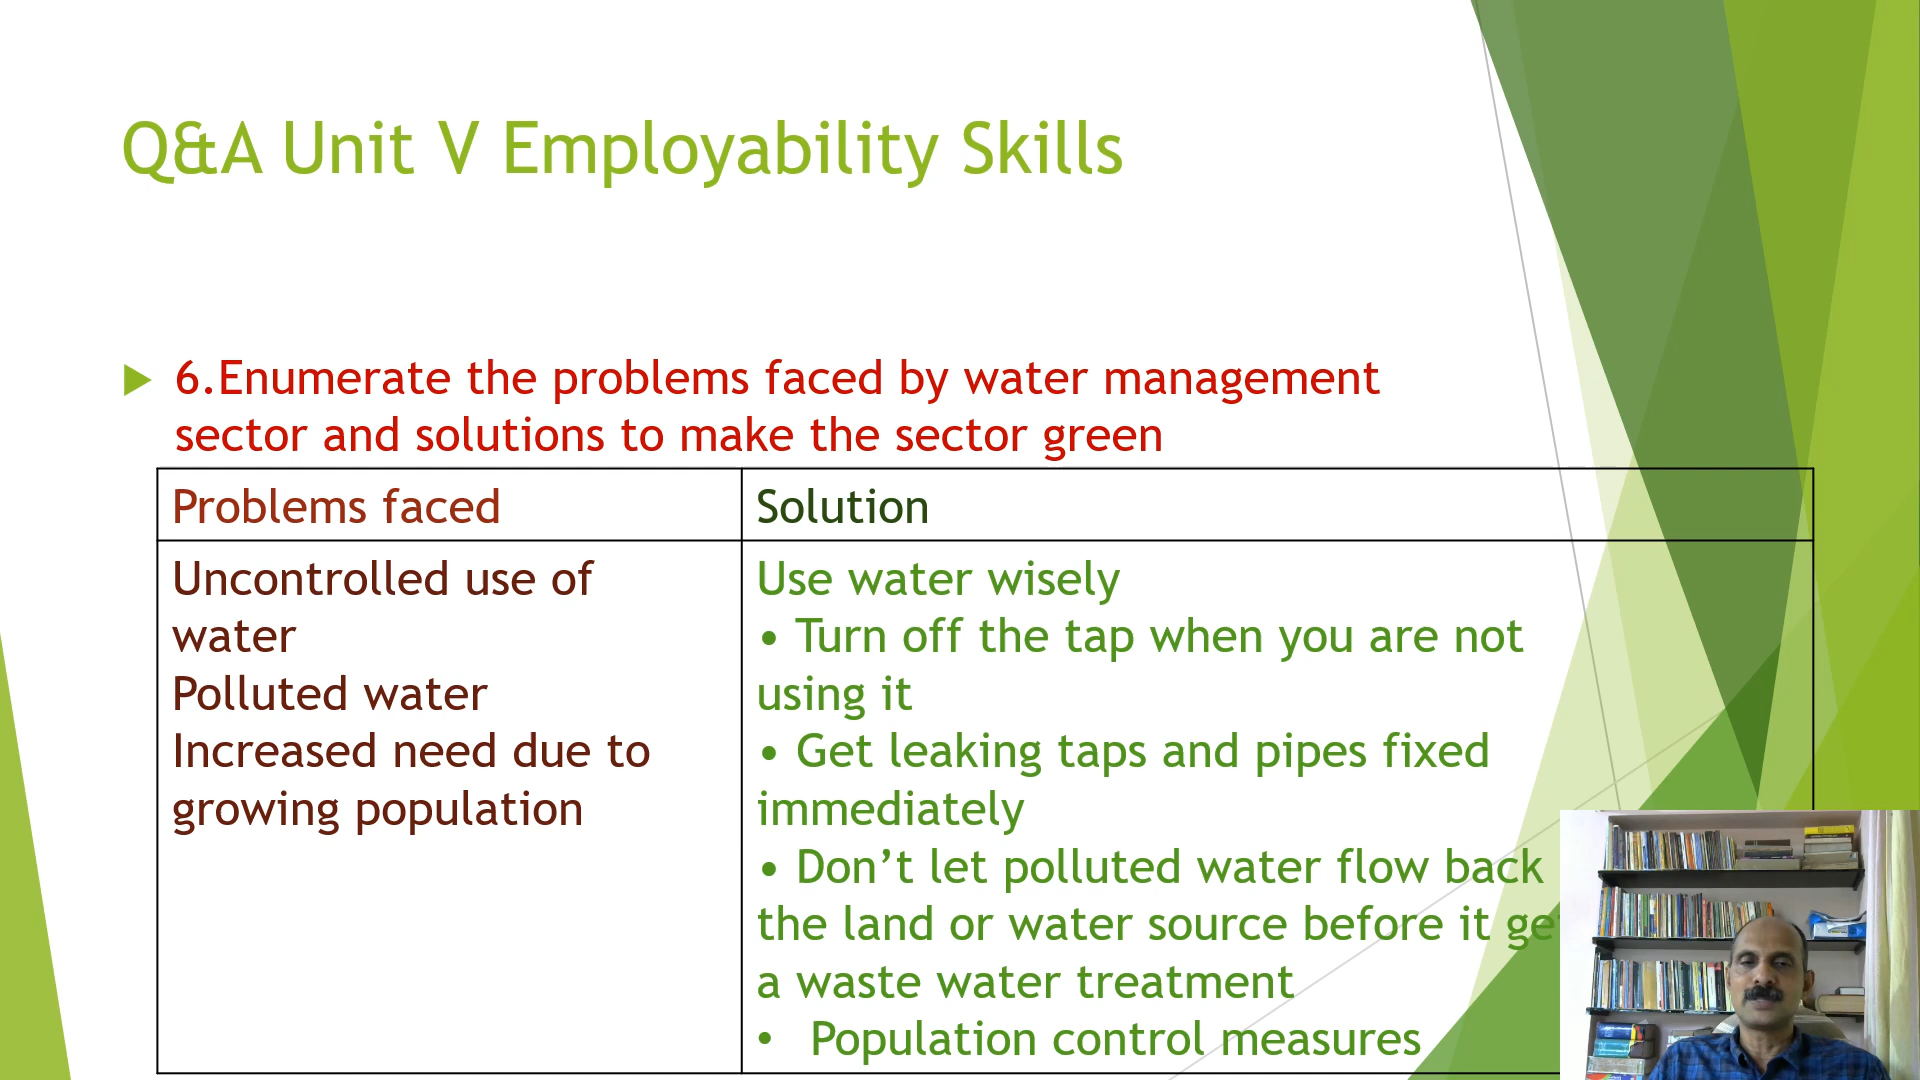 Q&A Unit V Employability Skills
6.Enumerate the problems faced by water management
sector and solutions to make the sector green
Problems faced
Solution
Uncontrolled use of
water
Polluted water
Increased need due to
growing population
Use water wisely
• Turn off the tap when you are not
using it
• Get leaking taps and pipes fixed
immediately
• Don’t let polluted water flow back
the land or water source before it
a waste water treatment
• Population control measures